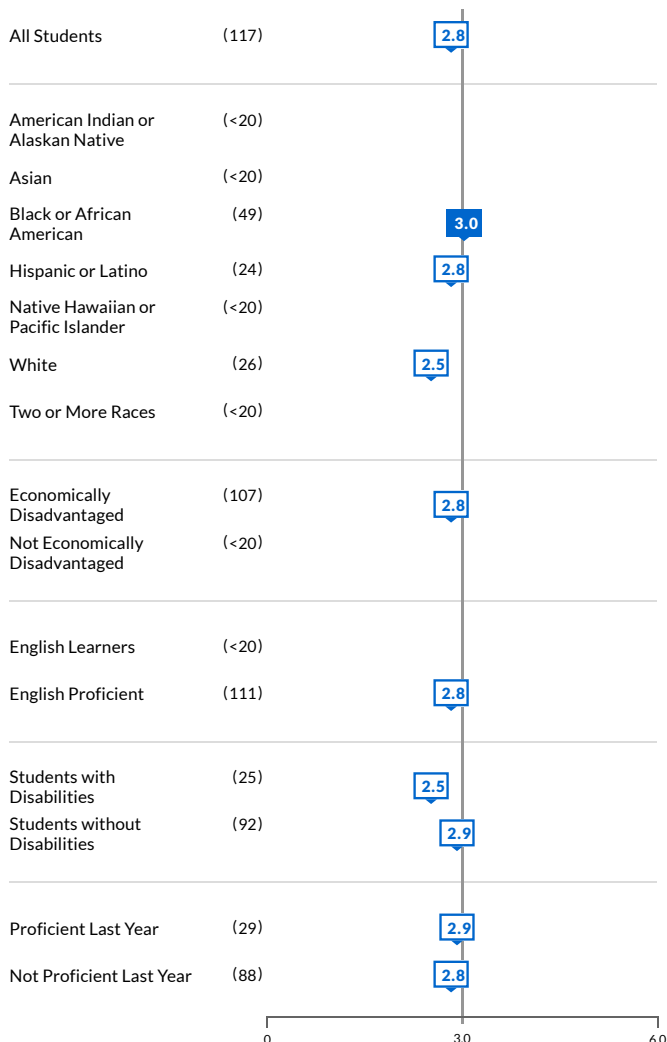 All Students (117) 2.8
American Indian or (<20)
Alaskan Native
Asian (<20)
Black or African (49) 3.0
American
Hispanic or Latino (24) 2.8
Native Hawaiian or (<20)
Pacific Islander
White (26) 2.5
Two or More Races (<20)
Economically (107) 2.8
Disadvantaged
Not Economically (<20)
Disadvantaged
English Learners (<20)
English Proficient (111) 2.8
Students with (25) 2.5
Disabilities
Students without (92) 2.9
Disabilities
Proficient Last Year (29) 2.9
Not Proficient Last Year (88) 2.8
0 3.0 6.0